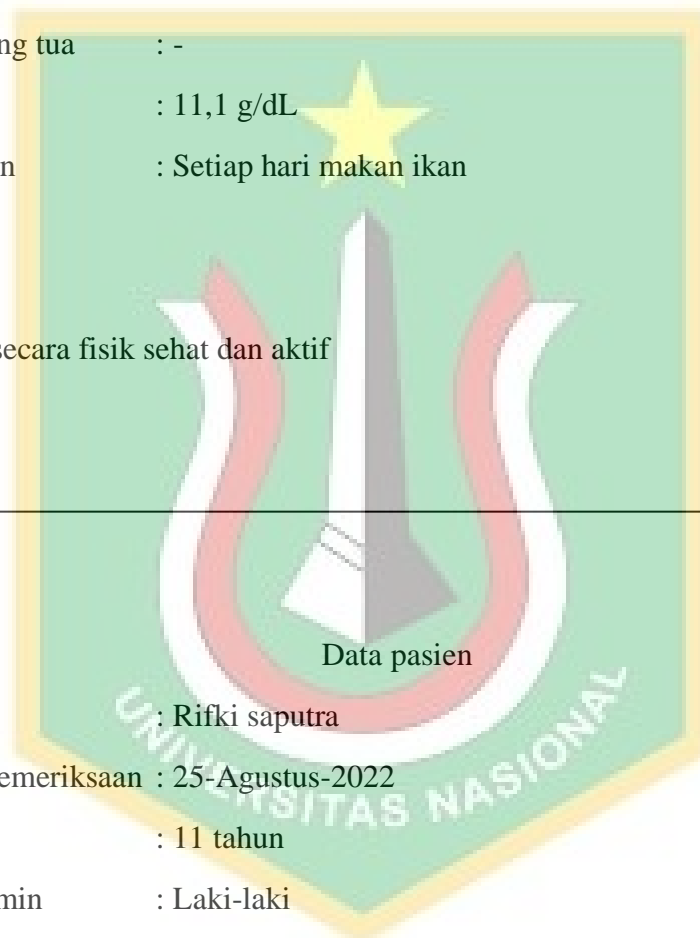 ng tua : -
: 11,1 g/dL
n : Setiap hari makan ikan
secara fisik sehat dan aktif
Data pasien
: Rifki saputra
emeriksaan : 25-Agustus-2022
: 11 tahun
min : Laki-laki
UNIVERSITAS NASIONAL